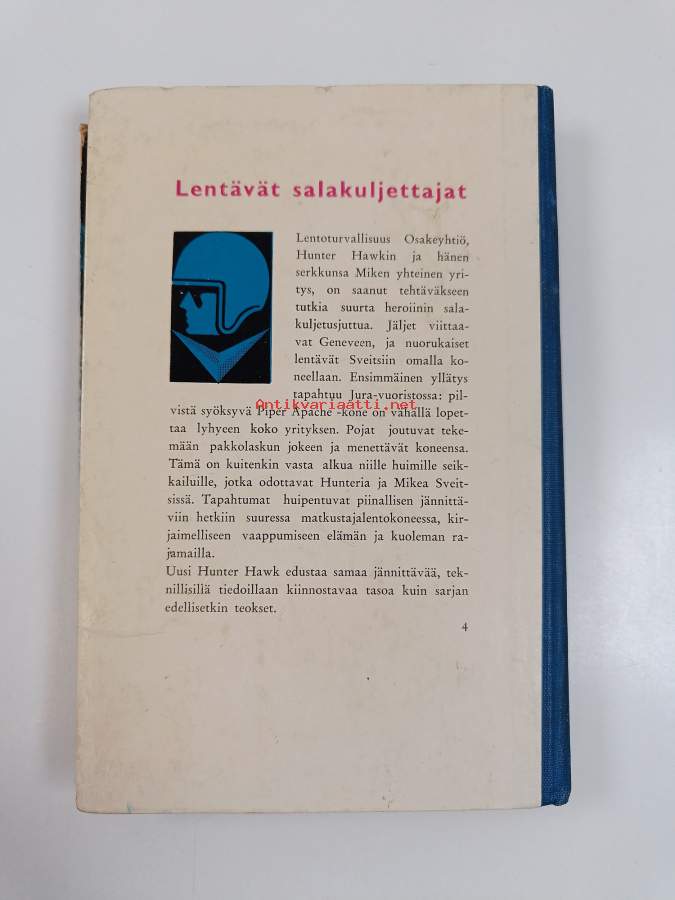 Lentävät salakuljettajat
Lentoturvallisuus Osakeyhtiö,
Hunter Hawkin ja hänen
serkkunsa Miken yhteinen yri-
tys, on saanut tehtäväkseen
tutkia suurta heroiinin sala-
kuljetusjuttua. Jäljet viittaa-
vat Geneveen, ja nuorukaiset
lentävät Sveitsiin omalla ko-
neellaan. Ensimmäinen yllätys
tapahtuu Jura-vuoristossa: pil-
Antikvariaatti.net
vistä syöksyvä Piper Apache -kone on vähällä lopet-
taa lyhyeen koko yrityksen. Pojat joutuvat teke-
mään pakkolaskun jokeen ja menettävät koneensa.
Tämä on kuitenkin vasta alkua niille huimille seik-
kailuille, jotka odottavat Hunteria ja Mikea Sveit-
sissä. Tapahtumat huipentuvat piinallisen jännittä-
viin hetkiin suuressa matkustajalentokoneessa, kir-
jaimelliseen vaappumiseen elämän ja kuoleman ra-
jamailla.
Uusi Hunter Hawk edustaa samaa jännittävää, tek-
nillisillä tiedoillaan kiinnostavaa tasoa kuin sarjan
edellisetkin teokset.
4